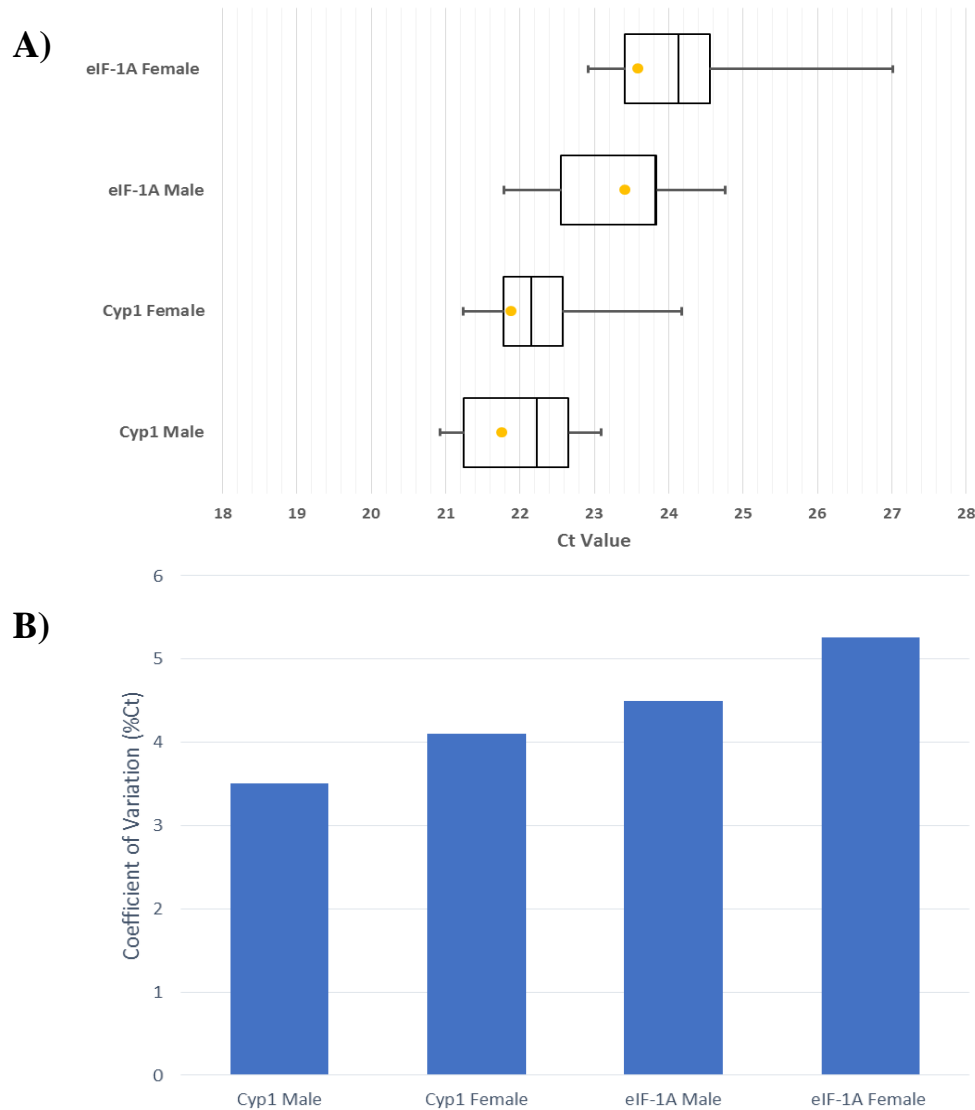 A)
eIF-1A Female
eIF-1A Male
Cyp1 Female
Cyp1 Male
18 19 20 21 22 23 24 25 26 27 28
Ct Value
B)
Coefficient of Variation (%Ct)
6
5
4
3
2
1
0
Cyp1 Male Cyp1 Female eIF-1A Male eIF-1A Female